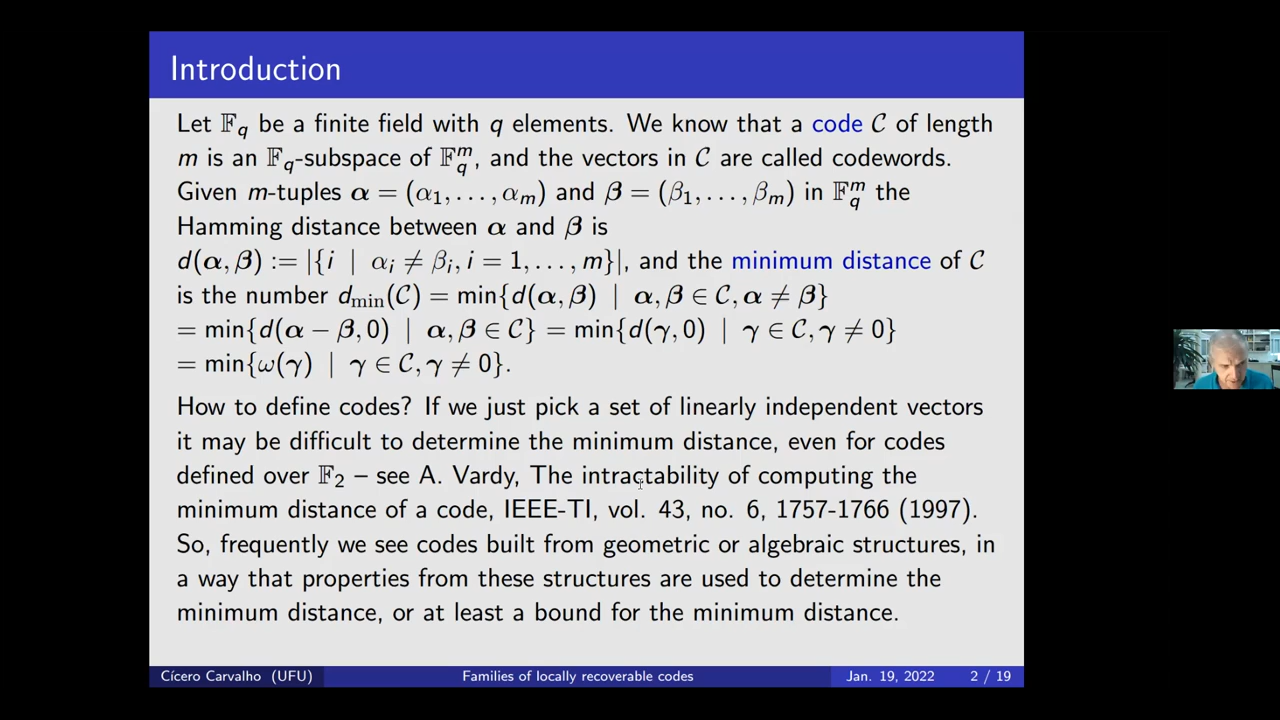 Introduction
Let 𝔽_q be a finite field with q elements. We know that a code 𝒞 of length
m is an 𝔽_q-subspace of 𝔽_q^m, and the vectors in 𝒞 are called codewords.
Given m-tuples 𝜶 = (α₁, . . . , α_m) and 𝜷 = (β₁, . . . , β_m) in 𝔽_q^m the
Hamming distance between 𝜶 and 𝜷 is
d(𝜶, 𝜷) := |{i | α_i ≠ β_i, i = 1, . . . , m}|, and the minimum distance of 𝒞
is the number d_min(𝒞) = min{d(𝜶, 𝜷) | 𝜶, 𝜷 ∈ 𝒞, 𝜶 ≠ 𝜷}
= min{d(𝜶 − 𝜷, 0) | 𝜶, 𝜷 ∈ 𝒞} = min{d(𝜸, 0) | 𝜸 ∈ 𝒞, 𝜸 ≠ 0}
= min{ω(𝜸) | 𝜸 ∈ 𝒞, 𝜸 ≠ 0}.
How to define codes? If we just pick a set of linearly independent vectors
it may be difficult to determine the minimum distance, even for codes
defined over 𝔽₂ – see A. Vardy, The intractability of computing the
minimum distance of a code, IEEE-TI, vol. 43, no. 6, 1757-1766 (1997).
So, frequently we see codes built from geometric or algebraic structures, in
a way that properties from these structures are used to determine the
minimum distance, or at least a bound for the minimum distance.
Cícero Carvalho (UFU) Families of locally recoverable codes Jan. 19, 2022 2 / 19